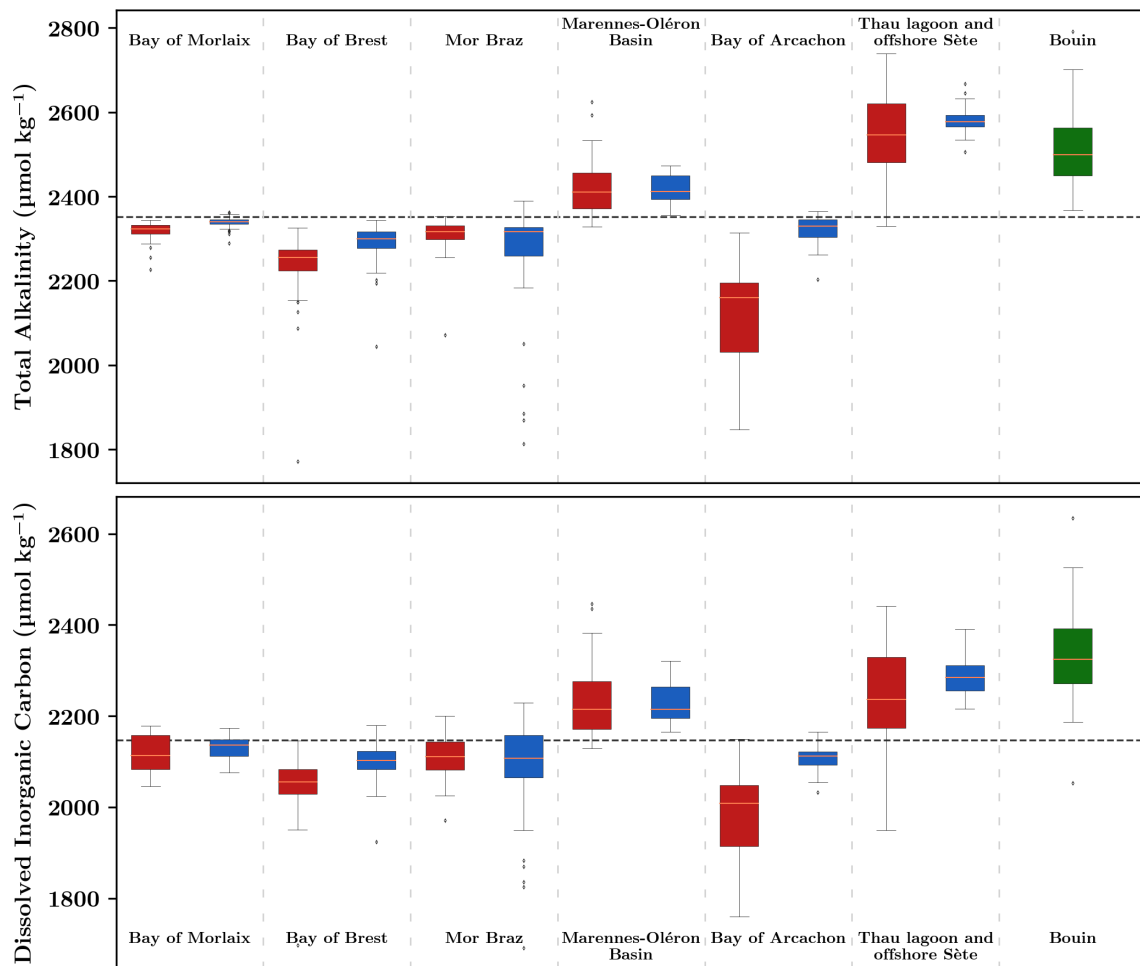 Total Alkalinity (µmol kg⁻¹)
2800
2600
2400
2200
2000
1800
Bay of Morlaix
Bay of Brest
Mor Braz
Marennes-Oléron
Basin
Bay of Arcachon
Thau lagoon and
offshore Sète
Bouin
Dissolved Inorganic Carbon (µmol kg⁻¹)
2600
2400
2200
2000
1800
Bay of Morlaix
Bay of Brest
Mor Braz
Marennes-Oléron
Basin
Bay of Arcachon
Thau lagoon and
offshore Sète
Bouin